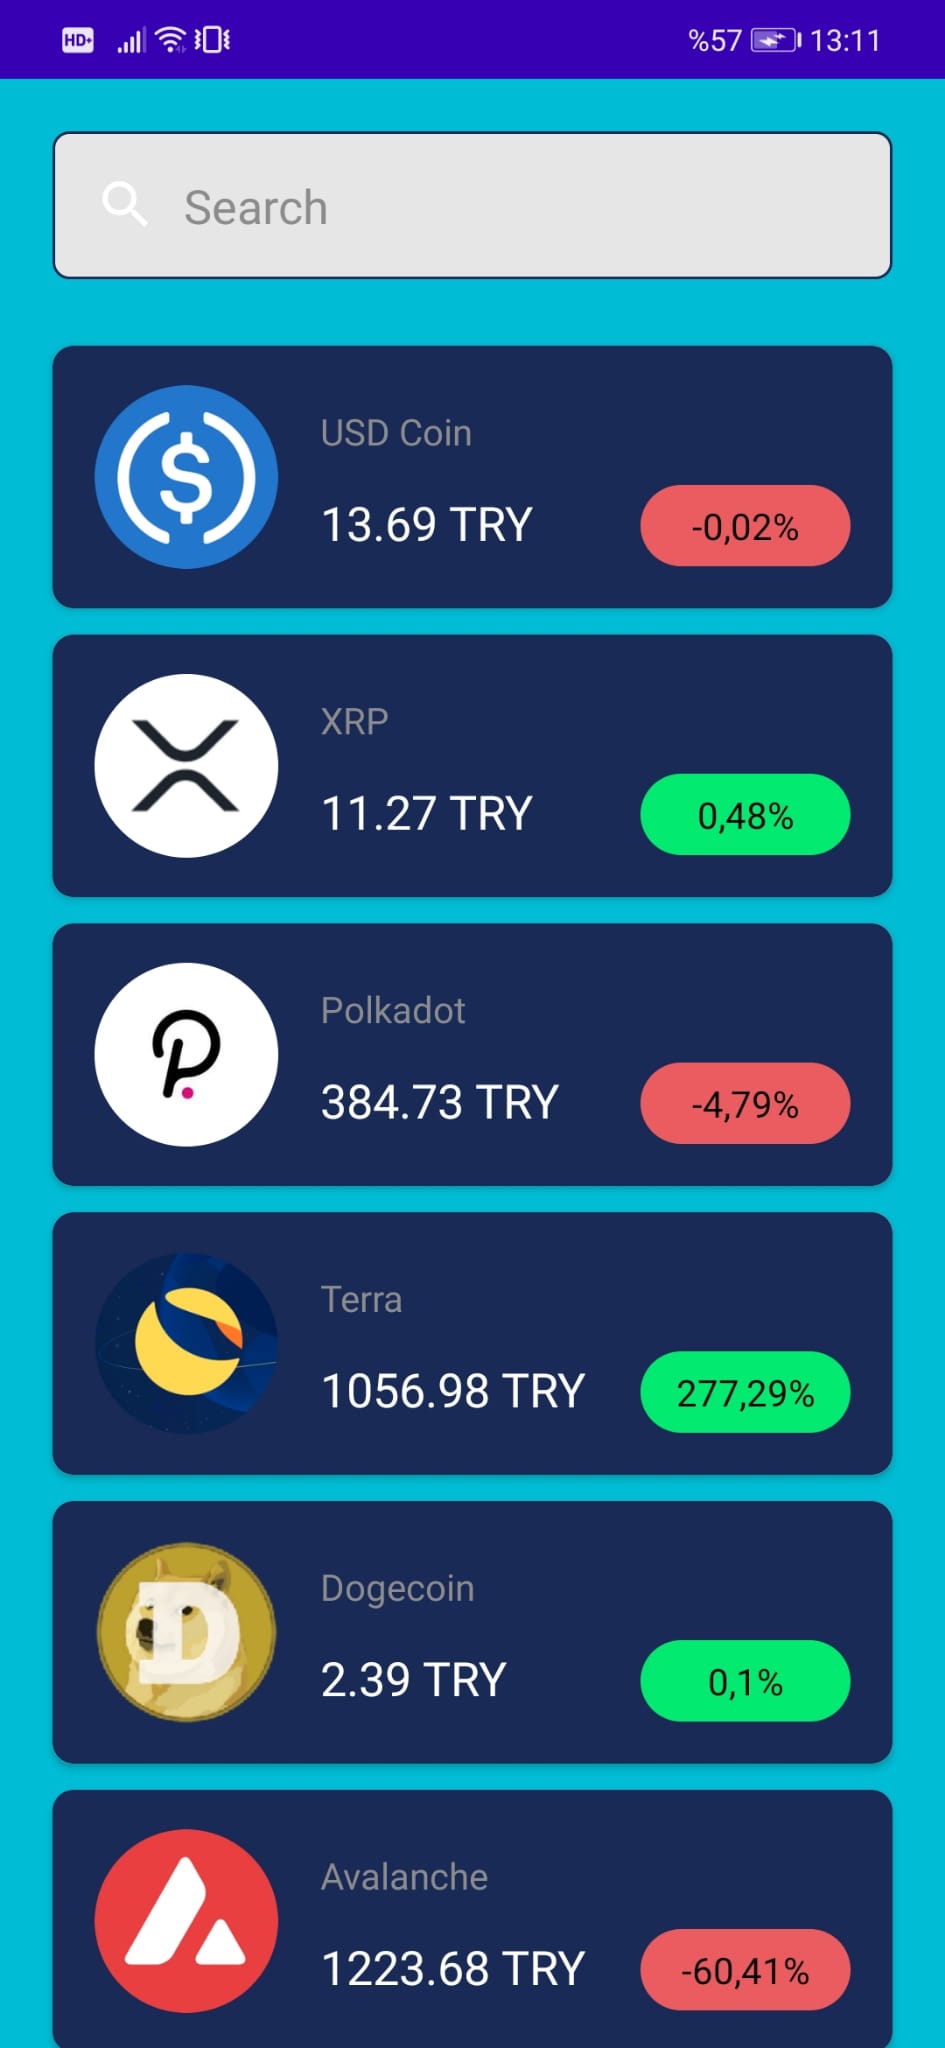 HD+ %57 13:11
Search
USD Coin
13.69 TRY -0,02%
XRP
11.27 TRY 0,48%
Polkadot
384.73 TRY -4,79%
Terra
1056.98 TRY 277,29%
Dogecoin
2.39 TRY 0,1%
Avalanche
1223.68 TRY -60,41%